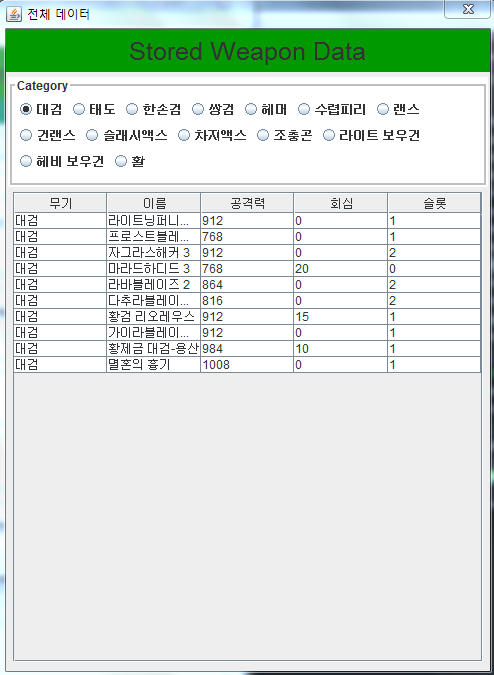 전체 데이터
Stored Weapon Data
Category
대검 태도 한손검 쌍검 헤머 수렵피리 랜스
건랜스 슬래시액스 차지액스 조충곤 라이트 보우건
헤비 보우건 활
무기 이름 공격력 회심 슬롯
대검 라이트닝퍼니... 912 0 1
대검 프로스트블레... 768 0 1
대검 자그라스해커 3 912 0 2
대검 마라드하디드 3 768 20 0
대검 라바블레이즈 2 864 0 2
대검 다추라블레이... 816 0 2
대검 황검 리오레우스 912 15 1
대검 가이라블레이... 912 0 1
대검 황제금 대검-용산 984 10 1
대검 멸혼의 흉기 1008 0 1